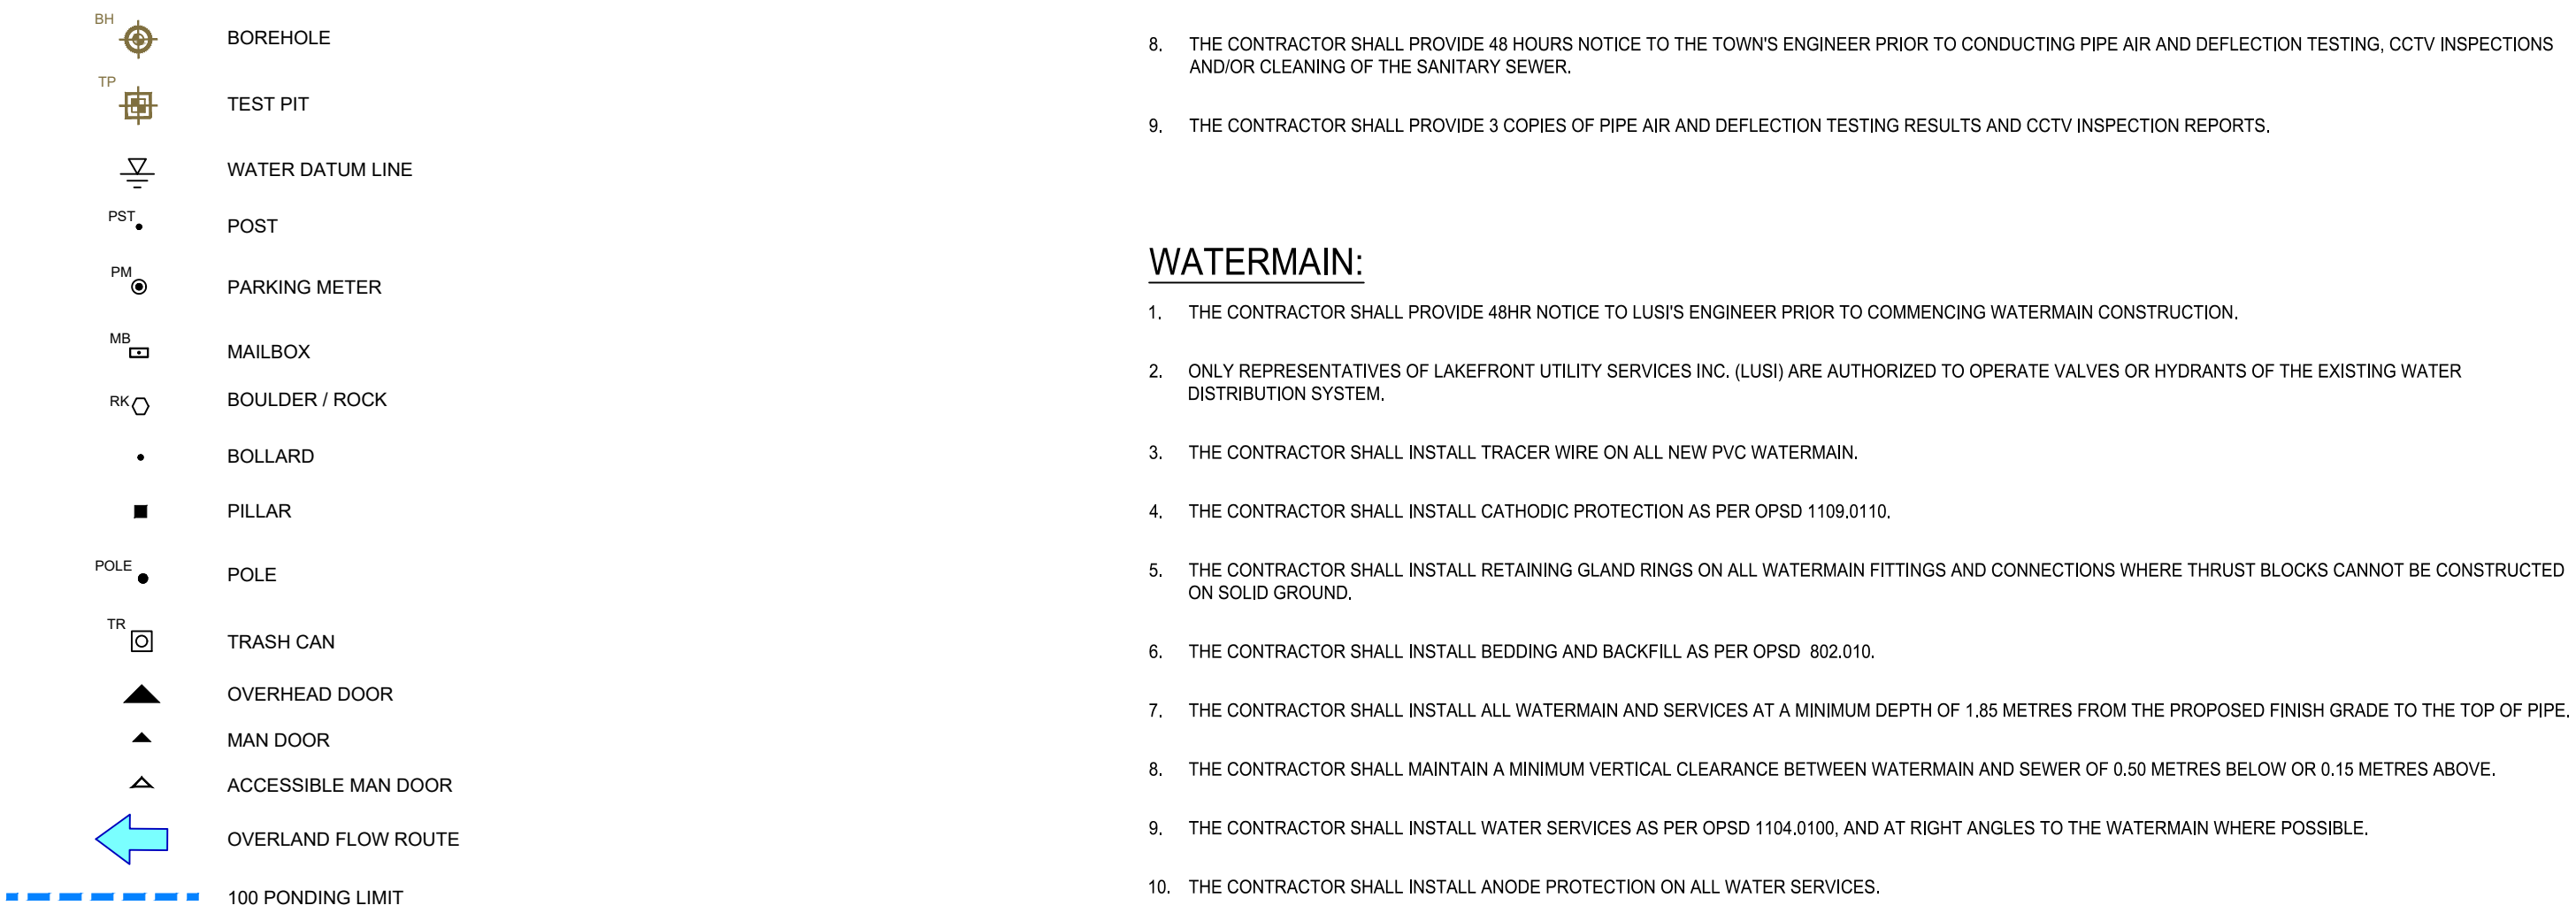 BH
BOREHOLE
TP
TEST PIT
WATER DATUM LINE
PST
POST
PM
PARKING METER
MB
MAILBOX
RK
BOULDER / ROCK
BOLLARD
PILLAR
POLE
POLE
TR
TRASH CAN
OVERHEAD DOOR
MAN DOOR
ACCESSIBLE MAN DOOR
OVERLAND FLOW ROUTE
100 PONDING LIMIT
8. THE CONTRACTOR SHALL PROVIDE 48 HOURS NOTICE TO THE TOWN'S ENGINEER PRIOR TO CONDUCTING PIPE AIR AND DEFLECTION TESTING, CCTV INSPECTIONS
AND/OR CLEANING OF THE SANITARY SEWER.
9. THE CONTRACTOR SHALL PROVIDE 3 COPIES OF PIPE AIR AND DEFLECTION TESTING RESULTS AND CCTV INSPECTION REPORTS.
WATERMAIN:
1. THE CONTRACTOR SHALL PROVIDE 48HR NOTICE TO LUSI'S ENGINEER PRIOR TO COMMENCING WATERMAIN CONSTRUCTION.
2. ONLY REPRESENTATIVES OF LAKEFRONT UTILITY SERVICES INC. (LUSI) ARE AUTHORIZED TO OPERATE VALVES OR HYDRANTS OF THE EXISTING WATER
DISTRIBUTION SYSTEM.
3. THE CONTRACTOR SHALL INSTALL TRACER WIRE ON ALL NEW PVC WATERMAIN.
4. THE CONTRACTOR SHALL INSTALL CATHODIC PROTECTION AS PER OPSD 1109.0110.
5. THE CONTRACTOR SHALL INSTALL RETAINING GLAND RINGS ON ALL WATERMAIN FITTINGS AND CONNECTIONS WHERE THRUST BLOCKS CANNOT BE CONSTRUCTED
ON SOLID GROUND.
6. THE CONTRACTOR SHALL INSTALL BEDDING AND BACKFILL AS PER OPSD 802.010.
7. THE CONTRACTOR SHALL INSTALL ALL WATERMAIN AND SERVICES AT A MINIMUM DEPTH OF 1.85 METRES FROM THE PROPOSED FINISH GRADE TO THE TOP OF PIPE.
8. THE CONTRACTOR SHALL MAINTAIN A MINIMUM VERTICAL CLEARANCE BETWEEN WATERMAIN AND SEWER OF 0.50 METRES BELOW OR 0.15 METRES ABOVE.
9. THE CONTRACTOR SHALL INSTALL WATER SERVICES AS PER OPSD 1104.0100, AND AT RIGHT ANGLES TO THE WATERMAIN WHERE POSSIBLE.
10. THE CONTRACTOR SHALL INSTALL ANODE PROTECTION ON ALL WATER SERVICES.